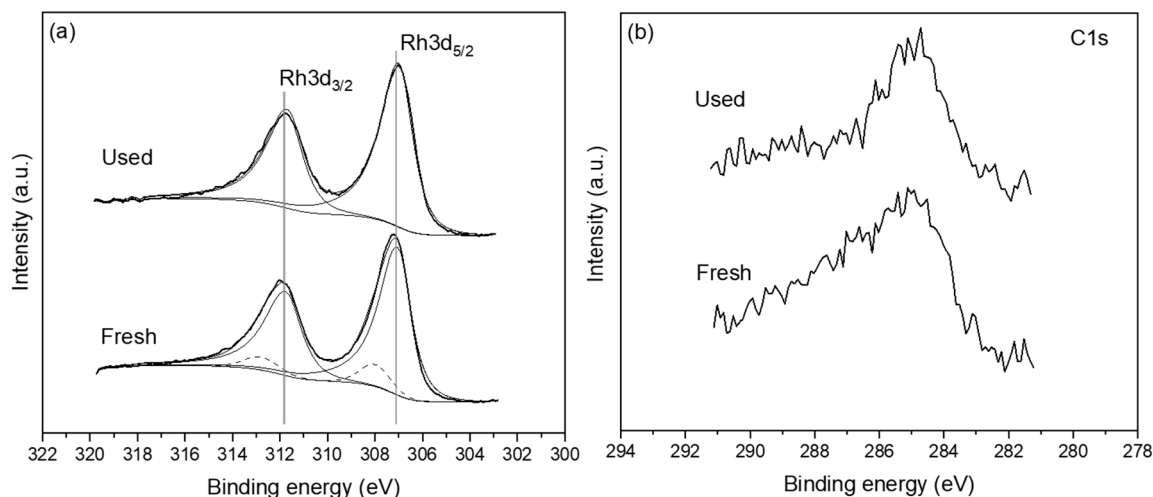 (a)
Rh3d5/2
Rh3d3/2
Used
Fresh
Intensity (a.u.)
322 320 318 316 314 312 310 308 306 304 302 300
Binding energy (eV)
(b)
C1s
Used
Fresh
Intensity (a.u.)
294 292 290 288 286 284 282 280 278
Binding energy (eV)